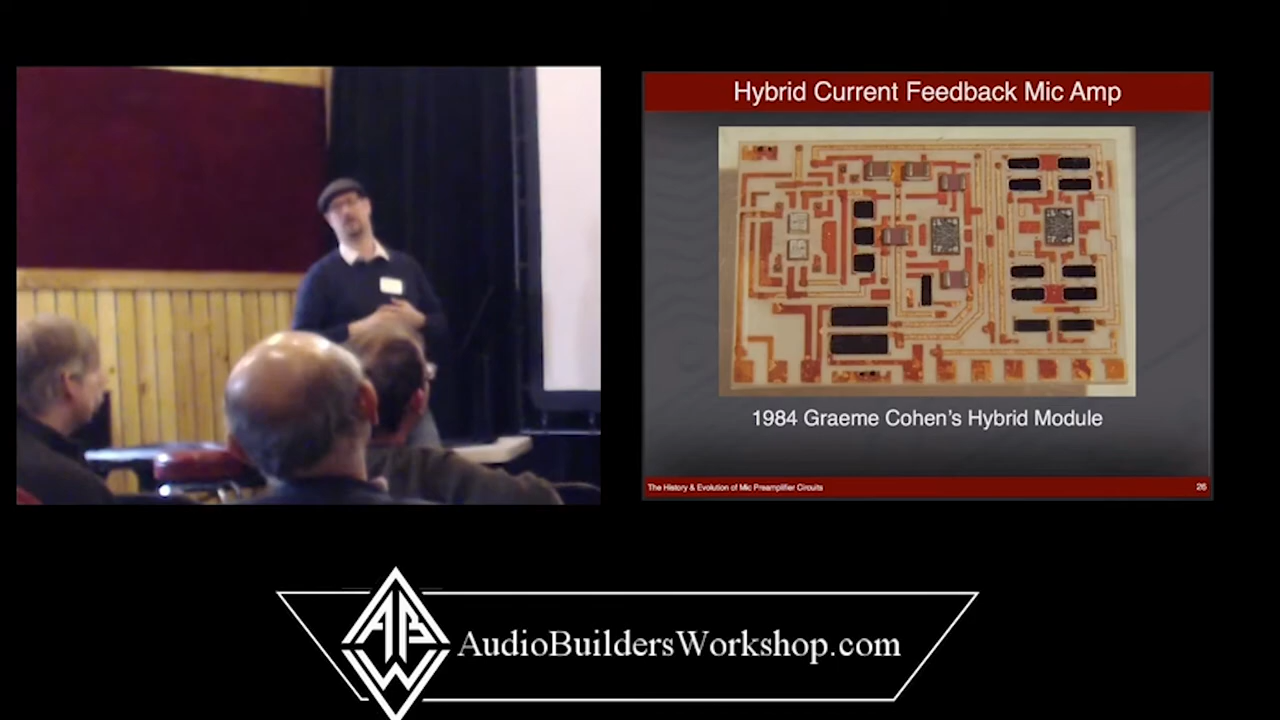 Hybrid Current Feedback Mic Amp
1984 Graeme Cohen's Hybrid Module
The History & Evolution of Mic Preamplifier Circuits
26
ABW
AudioBuildersWorkshop.com